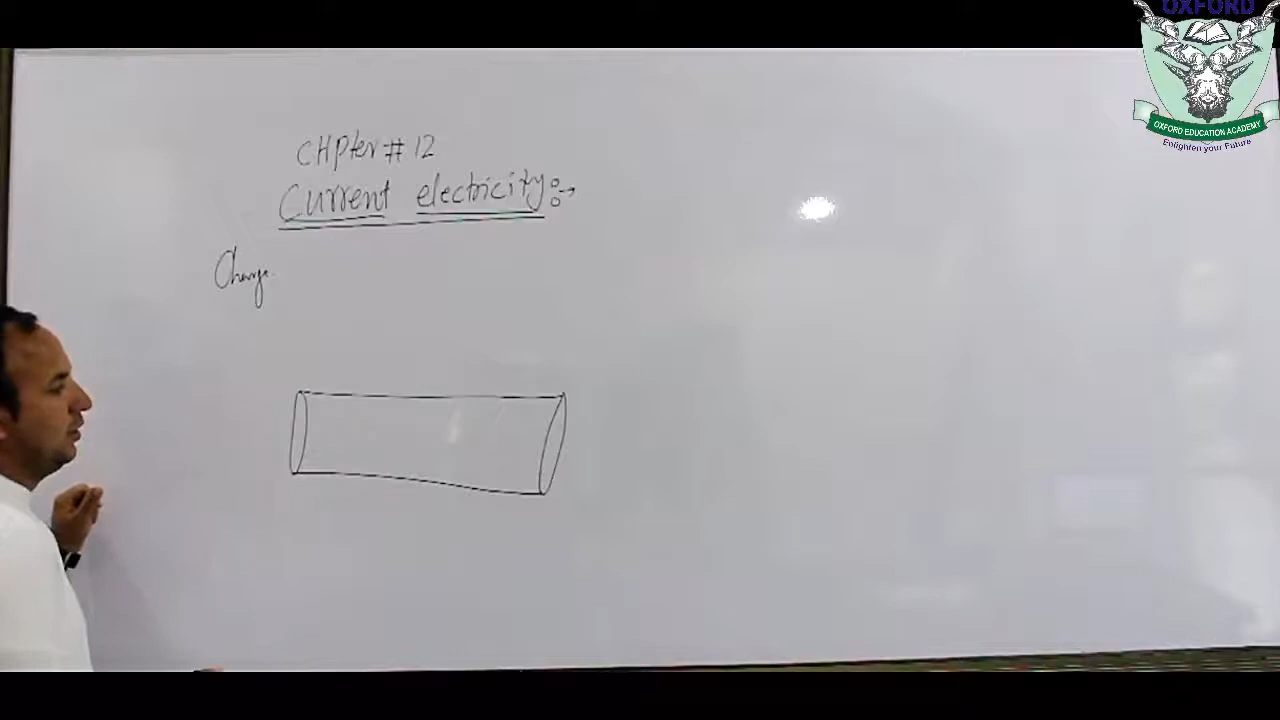 OXFORD
OXFORD EDUCATION ACADEMY
Enlighten your Future
CHPter # 12
Current electricity:→
Charge